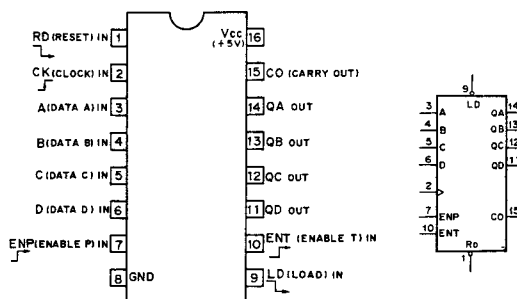 RD(RESET) IN 1
CK(CLOCK) IN 2
A(DATA A) IN 3
B(DATA B) IN 4
C(DATA C) IN 5
D(DATA D) IN 6
ENP(ENABLE P) IN 7
8 GND
16 VCC
(+5V)
15 CO (CARRY OUT)
14 QA OUT
13 QB OUT
12 QC OUT
11 QD OUT
10 ENT (ENABLE T) IN
9 LD(LOAD) IN
9
LD
3 A QA 14
4 B QB 13
5 C QC 12
6 D QD 11
2
7 ENP CO 15
10 ENT
RD
1